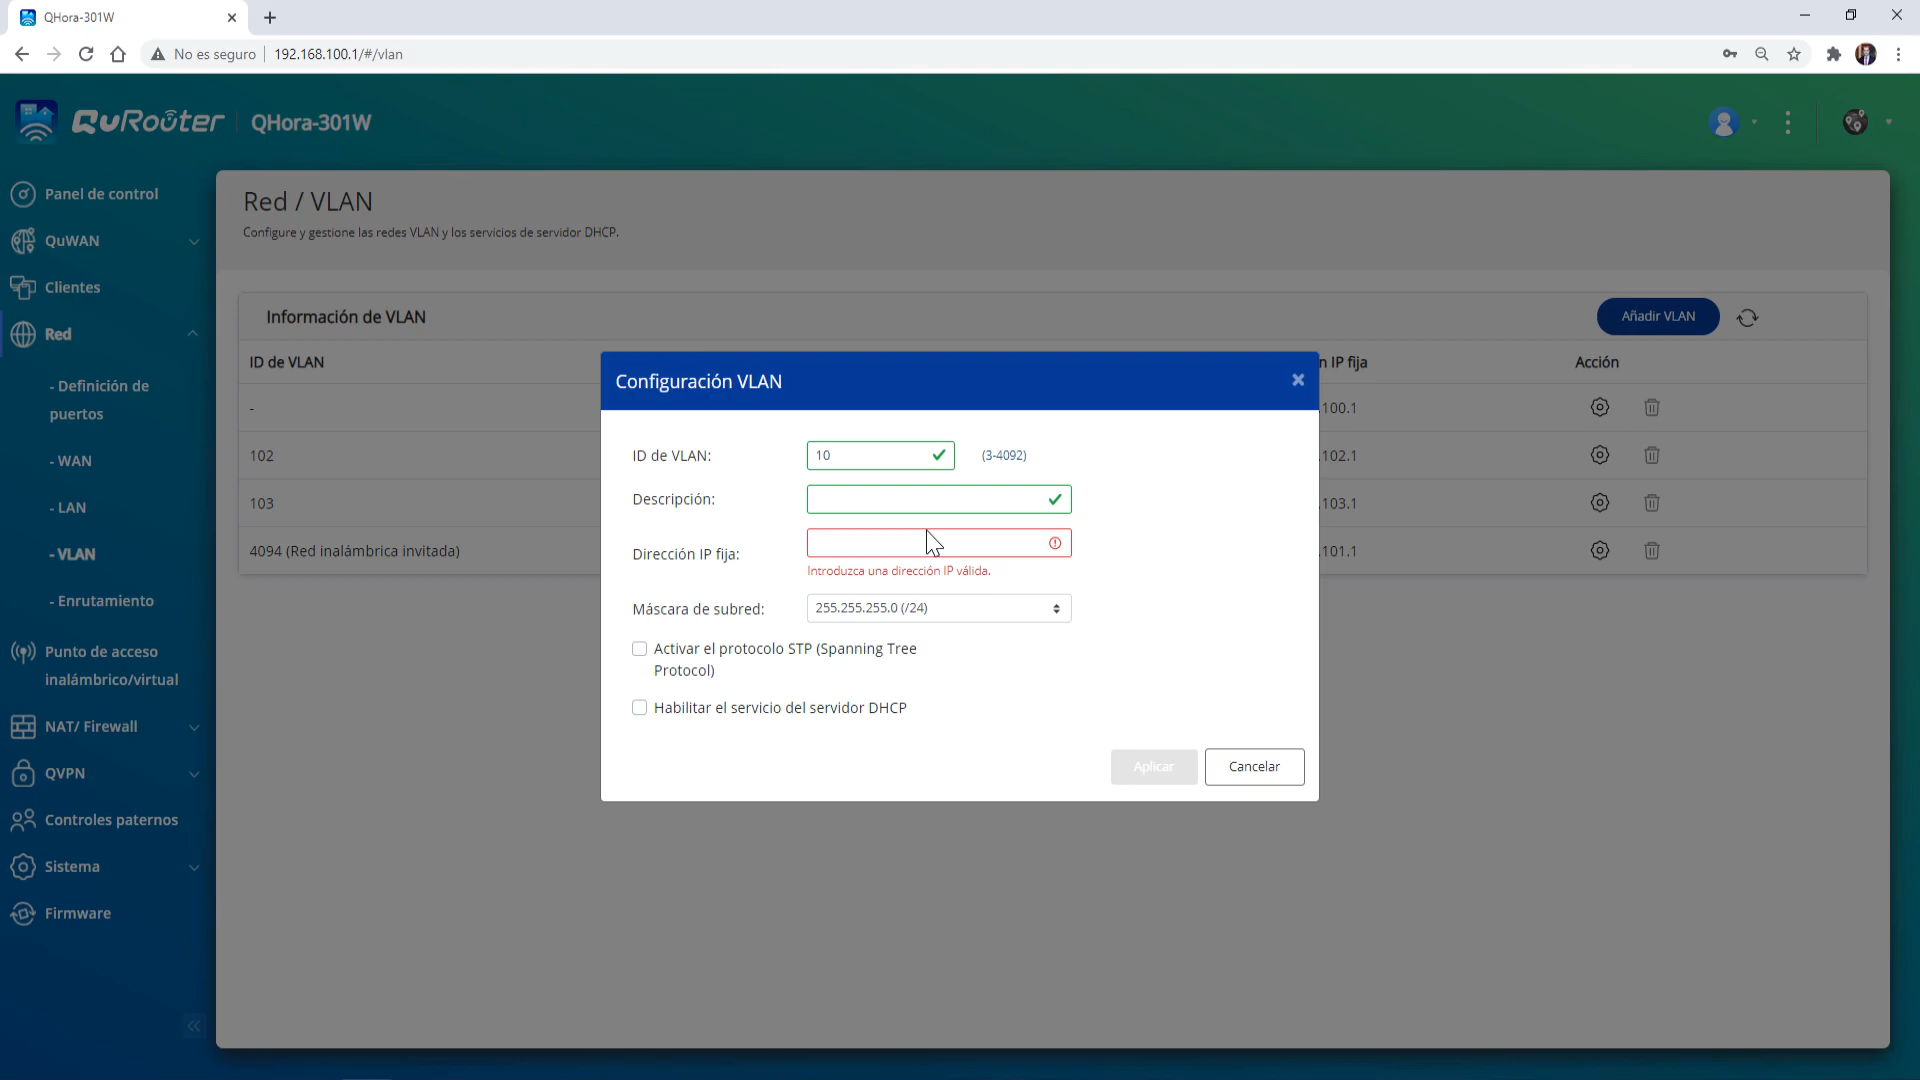 QHora-301W
No es seguro
192.168.100.1/#/vlan
QuRouter
QHora-301W
Panel de control
QuWAN
Clientes
Red
- Definición de
puertos
- WAN
- LAN
- VLAN
- Enrutamiento
Punto de acceso
inalámbrico/virtual
NAT/ Firewall
QVPN
Controles paternos
Sistema
Firmware
Red / VLAN
Configure y gestione las redes VLAN y los servicios de servidor DHCP.
Información de VLAN
Añadir VLAN
ID de VLAN
n IP fija
Acción
-
.100.1
102
.102.1
103
.103.1
4094 (Red inalámbrica invitada)
.101.1
Configuración VLAN
ID de VLAN:
10
(3-4092)
Descripción:
Dirección IP fija:
Introduzca una dirección IP válida.
Máscara de subred:
255.255.255.0 (/24)
Activar el protocolo STP (Spanning Tree
Protocol)
Habilitar el servicio del servidor DHCP
Aplicar
Cancelar